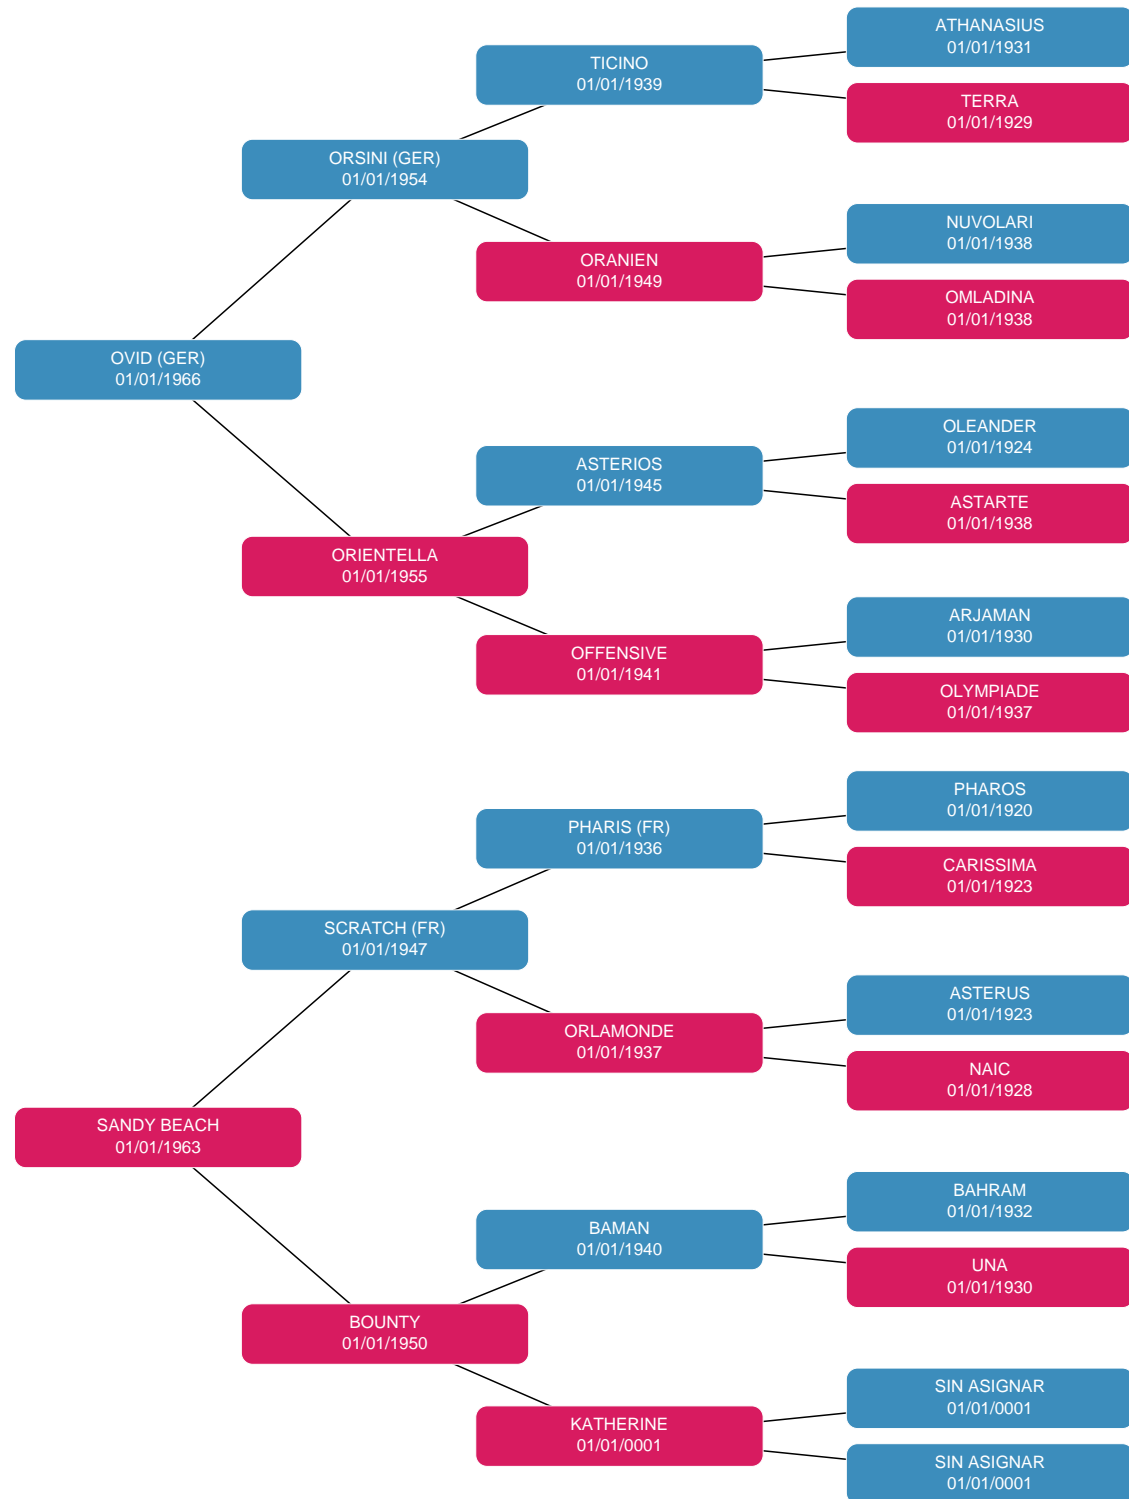 ATHANASIUS
01/01/1931
TICINO
01/01/1939
TERRA
01/01/1929
ORSINI (GER)
01/01/1954
NUVOLARI
01/01/1938
ORANIEN
01/01/1949
OMLADINA
01/01/1938
OVID (GER)
01/01/1966
OLEANDER
01/01/1924
ASTERIOS
01/01/1945
ASTARTE
01/01/1938
ORIENTELLA
01/01/1955
ARJAMAN
01/01/1930
OFFENSIVE
01/01/1941
OLYMPIADE
01/01/1937
PHAROS
01/01/1920
PHARIS (FR)
01/01/1936
CARISSIMA
01/01/1923
SCRATCH (FR)
01/01/1947
ASTERUS
01/01/1923
ORLAMONDE
01/01/1937
NAIC
01/01/1928
SANDY BEACH
01/01/1963
BAHRAM
01/01/1932
BAMAN
01/01/1940
UNA
01/01/1930
BOUNTY
01/01/1950
SIN ASIGNAR
01/01/0001
KATHERINE
01/01/0001
SIN ASIGNAR
01/01/0001